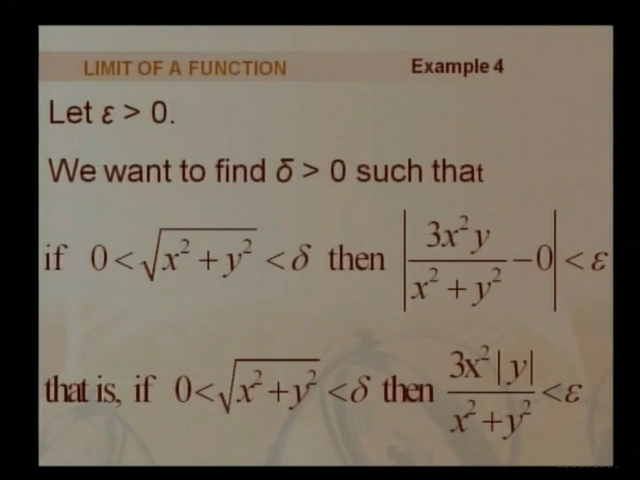 LIMIT OF A FUNCTION Example 4
Let ε > 0.
We want to find δ > 0 such that
if 0 < √(x² + y²) < δ then |3x²y / (x² + y²) − 0| < ε
that is, if 0 < √(x² + y²) < δ then 3x²|y| / (x² + y²) < ε